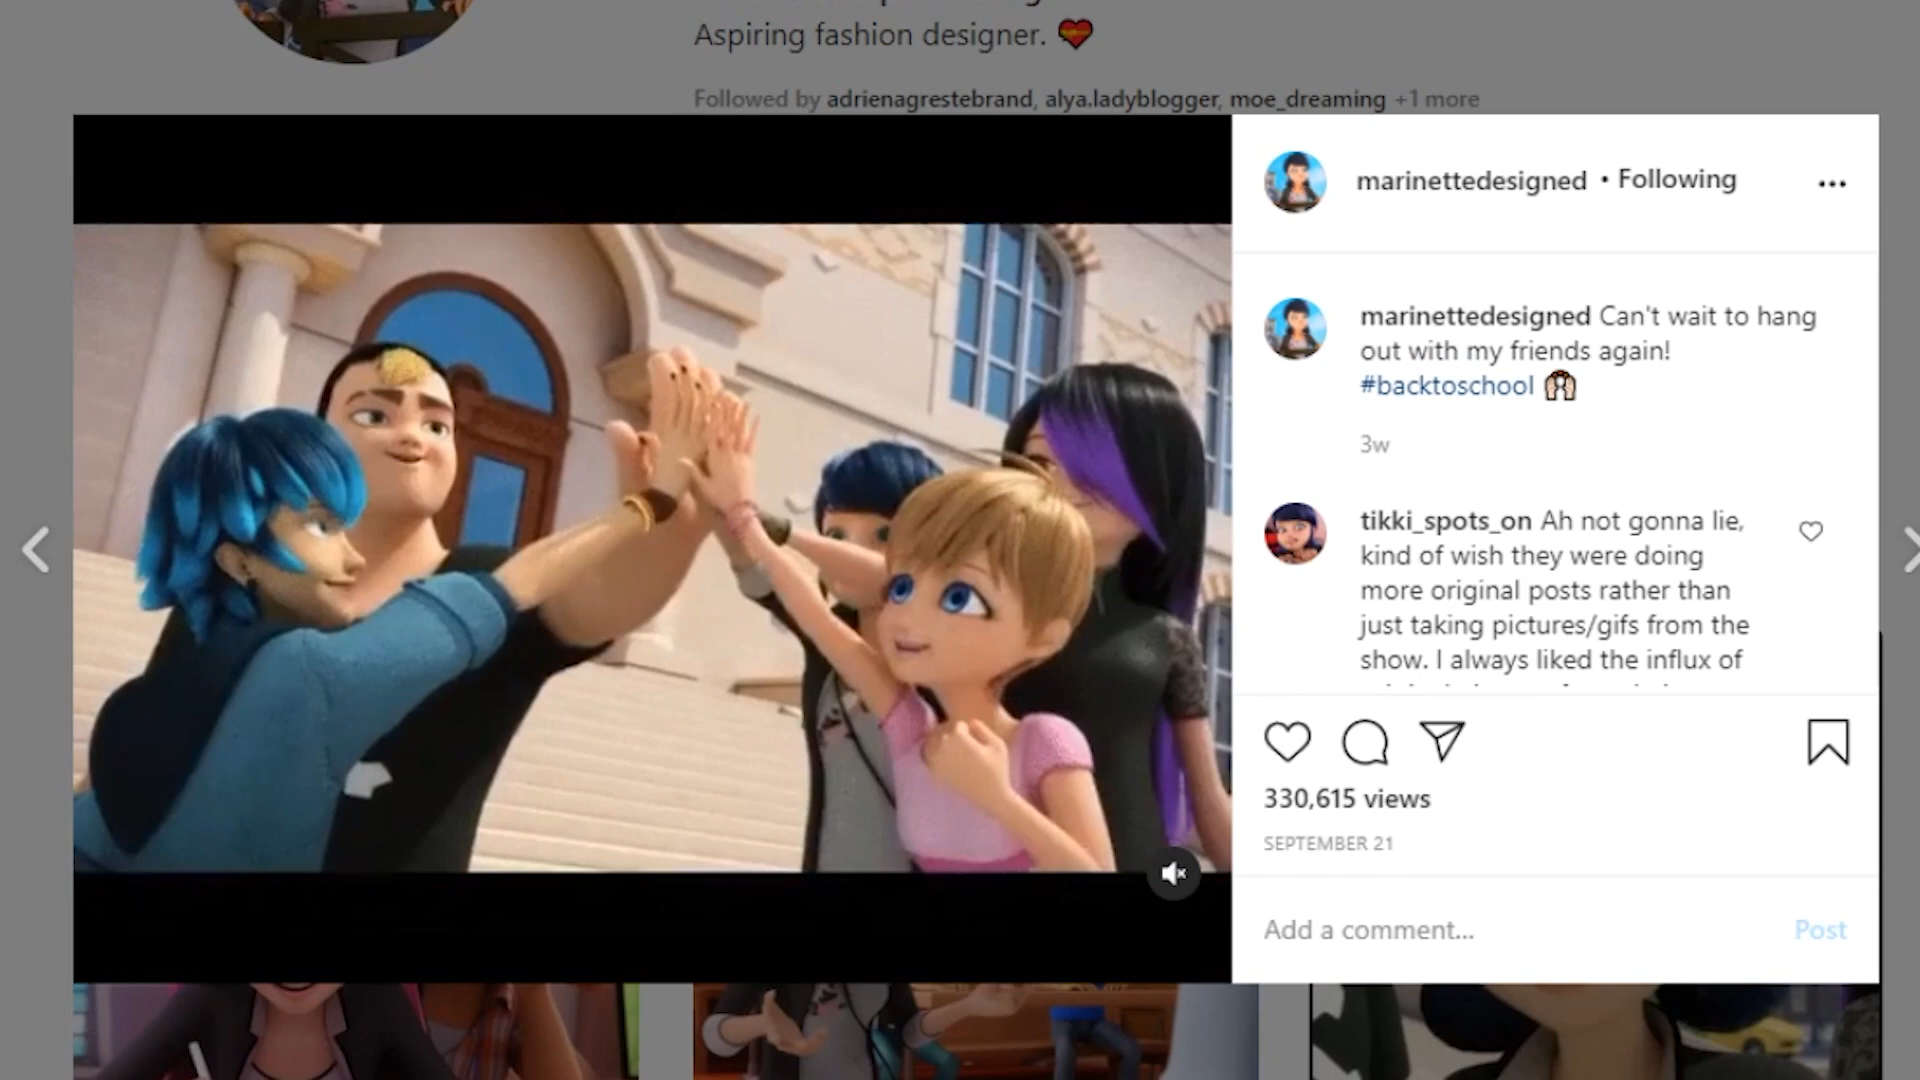 Aspiring fashion designer.
Followed by adrienagrestebrand, alya.ladyblogger, moe_dreaming +1 more
marinettedesigned • Following
marinettedesigned Can't wait to hang
out with my friends again!
#backtoschool
3w
tikki_spots_on Ah not gonna lie,
kind of wish they were doing
more original posts rather than
just taking pictures/gifs from the
show. I always liked the influx of
330,615 views
SEPTEMBER 21
Add a comment...
Post